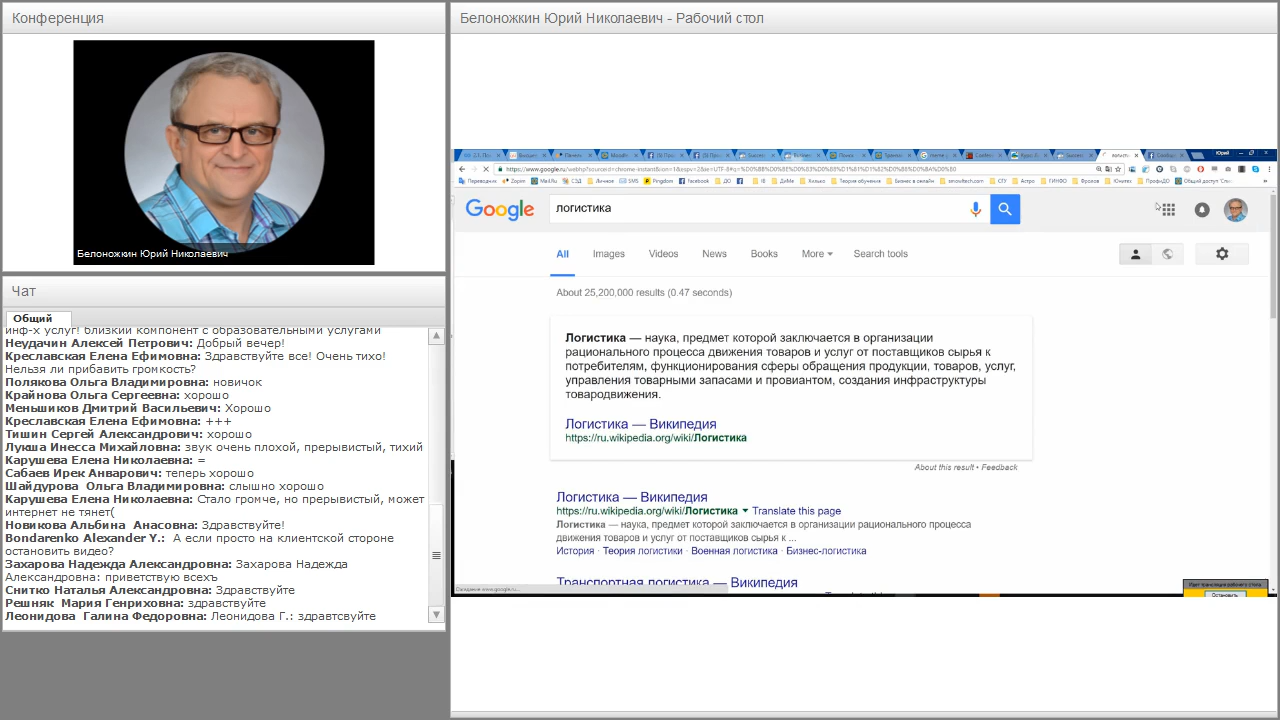 Конференция
Белоножкин Юрий Николаевич
Чат
Общий
инф-х услуг! близкий компонент с образовательными услугами
Неудачин Алексей Петрович: Добрый вечер!
Креславская Елена Ефимовна: Здравствуйте все! Очень тихо!
Нельзя ли прибавить громкость?
Полякова Ольга Владимировна: новичок
Крайнова Ольга Сергеевна: хорошо
Меньшиков Дмитрий Васильевич: Хорошо
Креславская Елена Ефимовна: +++
Тишин Сергей Александрович: хорошо
Лукша Инесса Михайловна: звук очень плохой, прерывистый, тихий
Карушева Елена Николаевна: =
Сабаев Ирек Анварович: теперь хорошо
Шайдурова Ольга Владимировна: слышно хорошо
Карушева Елена Николаевна: Стало громче, но прерывистый, может
интернет не тянет(
Новикова Альбина Анасовна: Здравствуйте!
Bondarenko Alexander Y.: А если просто на клиентской стороне
остановить видео?
Захарова Надежда Александровна: Захарова Надежда
Александровна: приветствую всехъ
Снитко Наталья Александровна: Здравствуйте
Решняк Мария Генриховна: здравствуйте
Леонидова Галина Федоровна: Леонидова Г.: здравтсвуйте
Белоножкин Юрий Николаевич - Рабочий стол
Google
логистика
All Images Videos News Books More Search tools
About 25,200,000 results (0.47 seconds)
Логистика — наука, предмет которой заключается в организации
рационального процесса движения товаров и услуг от поставщиков сырья к
потребителям, функционирования сферы обращения продукции, товаров, услуг,
управления товарными запасами и провиантом, создания инфраструктуры
товародвижения.
Логистика — Википедия
https://ru.wikipedia.org/wiki/Логистика
About this result • Feedback
Логистика — Википедия
https://ru.wikipedia.org/wiki/Логистика Translate this page
Логистика — наука, предмет которой заключается в организации рационального процесса
движения товаров и услуг от поставщиков сырья к ...
История · Теория логистики · Военная логистика · Бизнес-логистика
Транспортная логистика — Википедия
Идет трансляция рабочего стола
Остановить